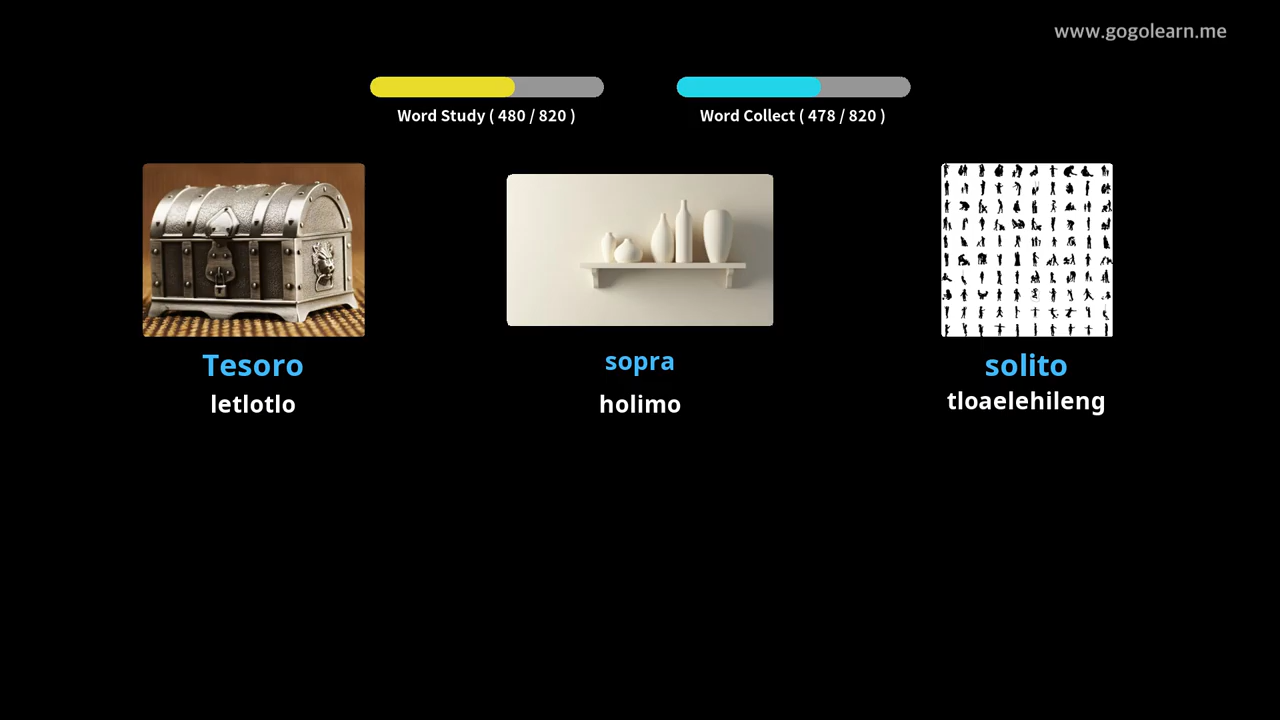 www.gogolearn.me
Word Study ( 480 / 820 )
Word Collect ( 478 / 820 )
Tesoro
letlotlo
sopra
holimo
solito
tloaelehileng